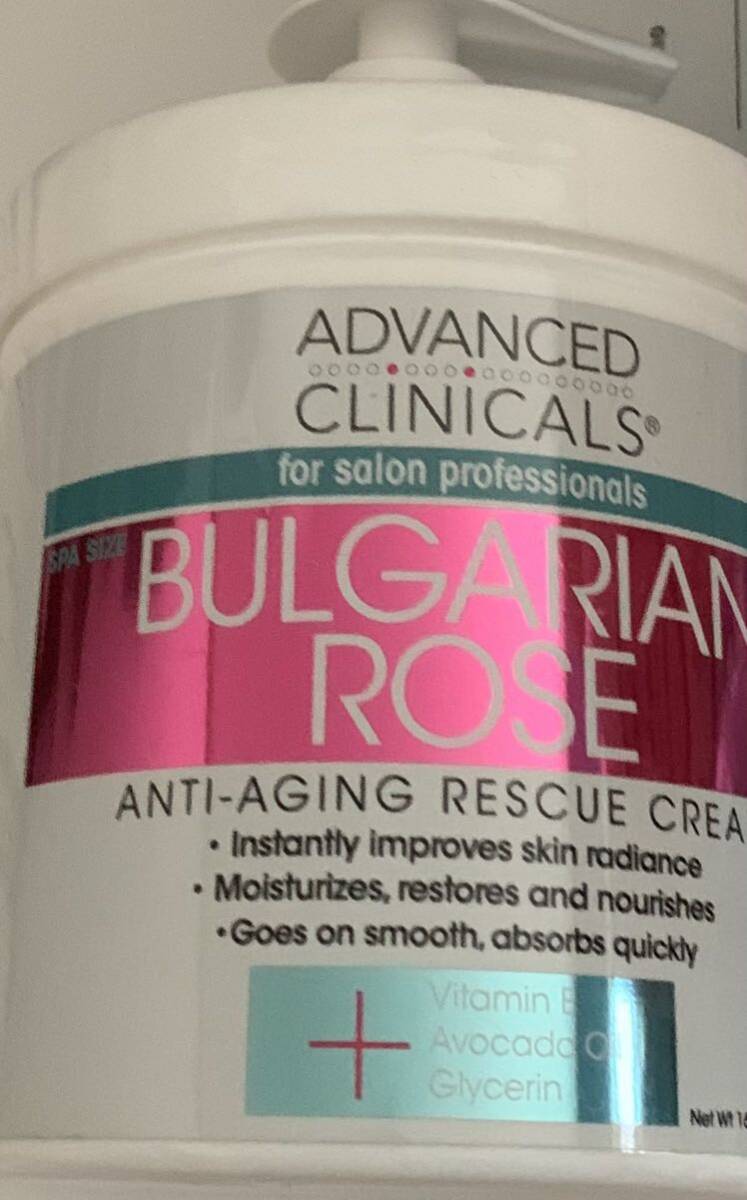 ADVANCED
CLINICALS®
for salon professionals
SPA SIZE
BULGARIAN
ROSE
ANTI-AGING RESCUE CREA
• Instantly improves skin radiance
• Moisturizes, restores and nourishes
•Goes on smooth, absorbs quickly
Vitamin E
Avocado O
Glycerin
Net Wt 16